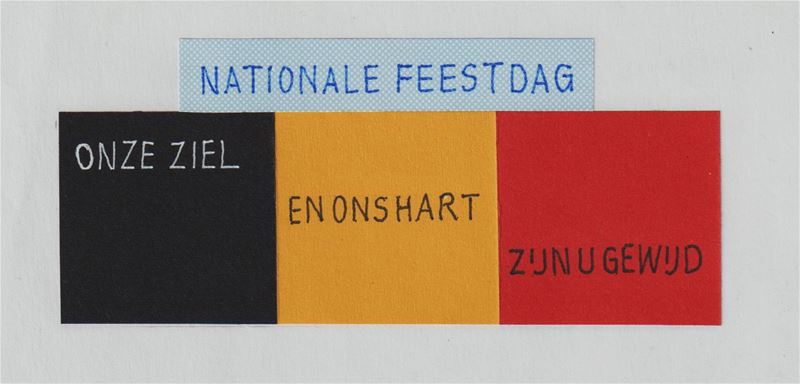 NATIONALE FEESTDAG
ONZE ZIEL
EN ONS HART
ZIJN U GEWIJD